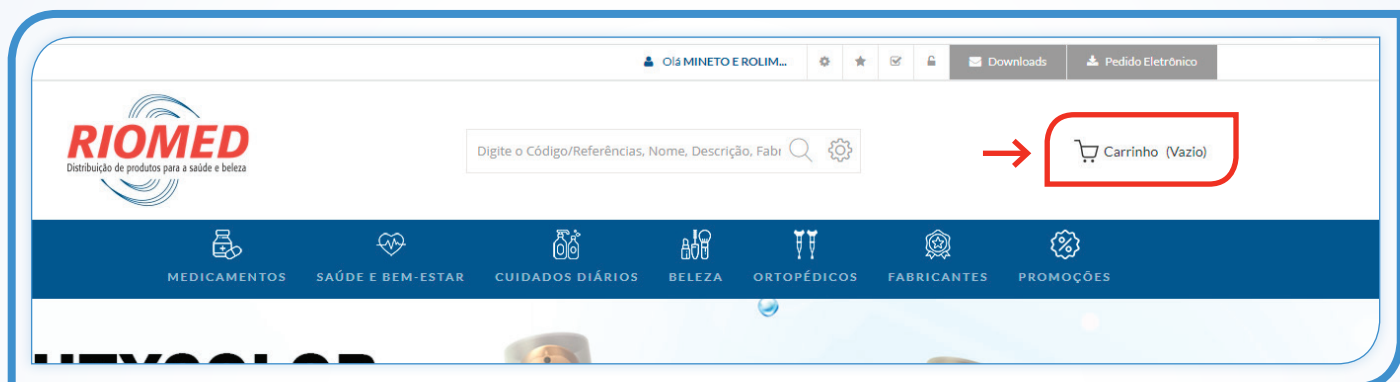 Olá MINETO E ROLIM...
Downloads
Pedido Eletrônico
RIOMED
Distribuição de produtos para a saúde e beleza
Digite o Código/Referências, Nome, Descrição, Fabr
Carrinho (Vazio)
MEDICAMENTOS
SAÚDE E BEM-ESTAR
CUIDADOS DIÁRIOS
BELEZA
ORTOPÉDICOS
FABRICANTES
PROMOÇÕES